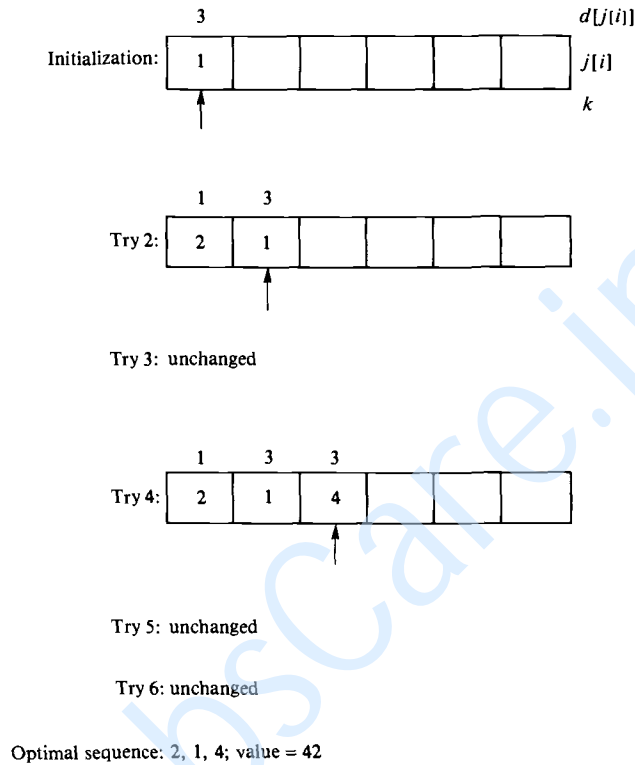 3 d[j[i]]
Initialization: 1 j[i]
k
1 3
Try 2: 2 1
Try 3: unchanged
1 3 3
Try 4: 2 1 4
Try 5: unchanged
Try 6: unchanged
Optimal sequence: 2, 1, 4; value = 42